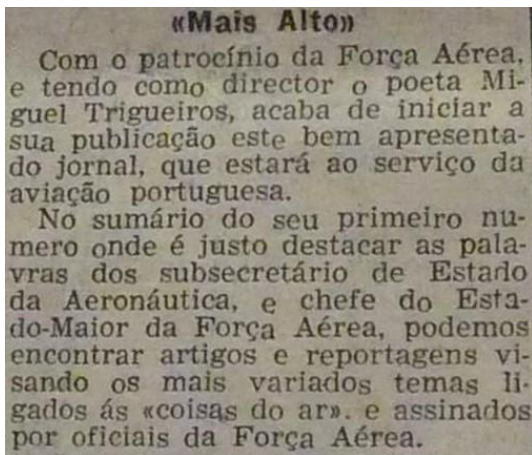 «Mais Alto»
Com o patrocínio da Força Aérea,
e tendo como director o poeta Mi-
guel Trigueiros, acaba de iniciar a
sua publicação este bem apresenta-
do jornal, que estará ao serviço da
aviação portuguesa.
No sumário do seu primeiro nu-
mero onde é justo destacar as pala-
vras dos subsecretário de Estado
da Aeronáutica, e chefe do Esta-
do-Maior da Força Aérea, podemos
encontrar artigos e reportagens vi-
sando os mais variados temas li-
gados ás «coisas do ar». e assinados
por oficiais da Força Aérea.